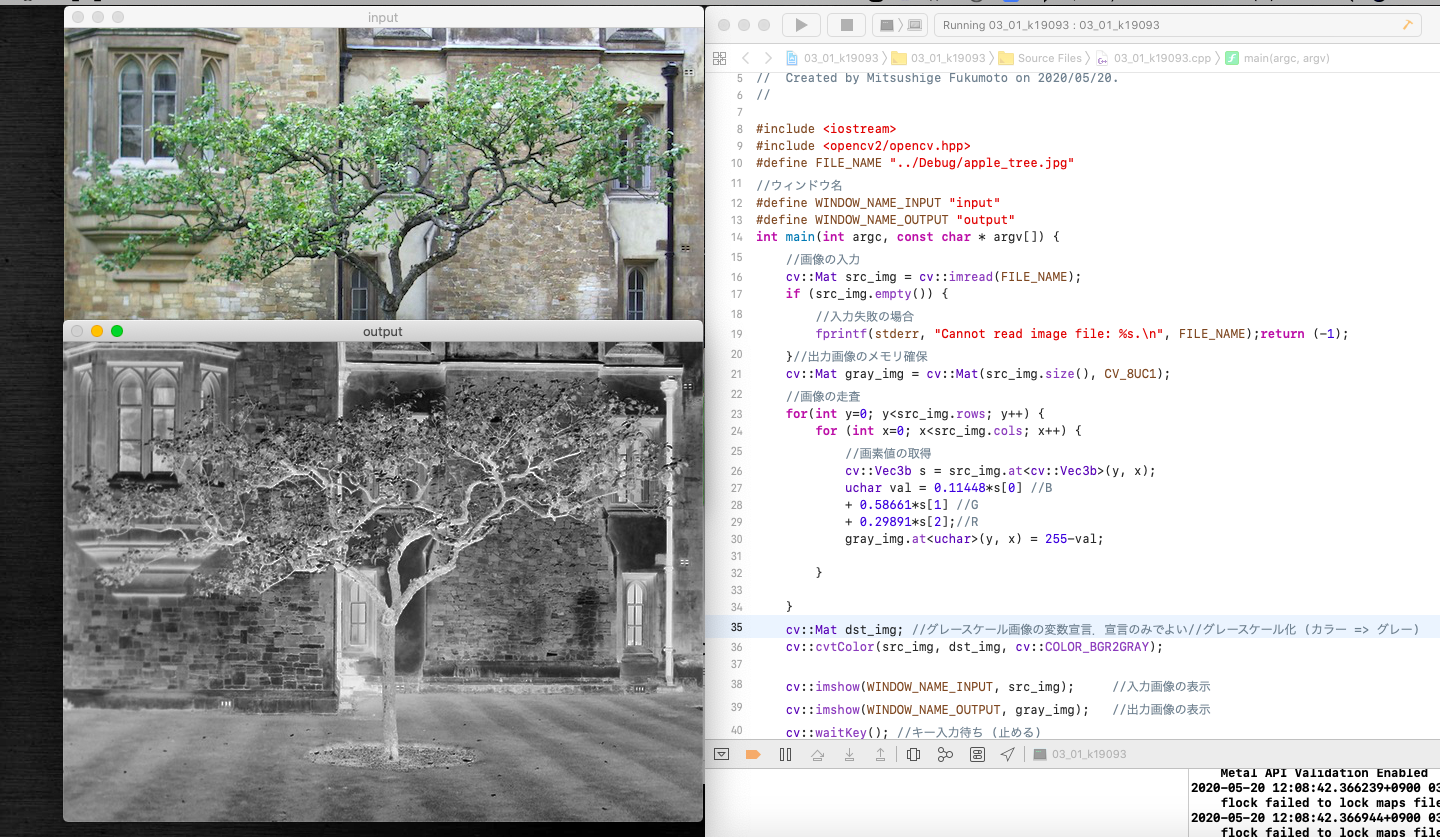 input
output
Running 03_01_k19093 : 03_01_k19093
03_01_k19093 〉 03_01_k19093 〉 Source Files 〉 03_01_k19093.cpp 〉 main(argc, argv)
5 //  Created by Mitsushige Fukumoto on 2020/05/20.
6 //
7
8 #include <iostream>
9 #include <opencv2/opencv.hpp>
10 #define FILE_NAME "../Debug/apple_tree.jpg"
11 //ウィンドウ名
12 #define WINDOW_NAME_INPUT "input"
13 #define WINDOW_NAME_OUTPUT "output"
14 int main(int argc, const char * argv[]) {
15     //画像の入力
16     cv::Mat src_img = cv::imread(FILE_NAME);
17     if (src_img.empty()) {
18         //入力失敗の場合
19         fprintf(stderr, "Cannot read image file: %s.\n", FILE_NAME);return (-1);
20     }//出力画像のメモリ確保
21     cv::Mat gray_img = cv::Mat(src_img.size(), CV_8UC1);
22     //画像の走査
23     for(int y=0; y<src_img.rows; y++) {
24         for (int x=0; x<src_img.cols; x++) {
25             //画素値の取得
26             cv::Vec3b s = src_img.at<cv::Vec3b>(y, x);
27             uchar val = 0.11448*s[0] //B
28             + 0.58661*s[1] //G
29             + 0.29891*s[2];//R
30             gray_img.at<uchar>(y, x) = 255-val;
31
32         }
33
34     }
35     cv::Mat dst_img; //グレースケール画像の変数宣言．宣言のみでよい//グレースケール化 (カラー => グレー)
36     cv::cvtColor(src_img, dst_img, cv::COLOR_BGR2GRAY);
37
38     cv::imshow(WINDOW_NAME_INPUT, src_img);     //入力画像の表示
39     cv::imshow(WINDOW_NAME_OUTPUT, gray_img);   //出力画像の表示
40     cv::waitKey(); //キー入力待ち (止める)
03_01_k19093
Metal API Validation Enabled
2020-05-20 12:08:42.366239+0900 03
flock failed to lock maps file
2020-05-20 12:08:42.366944+0900 03
flock failed to lock maps file